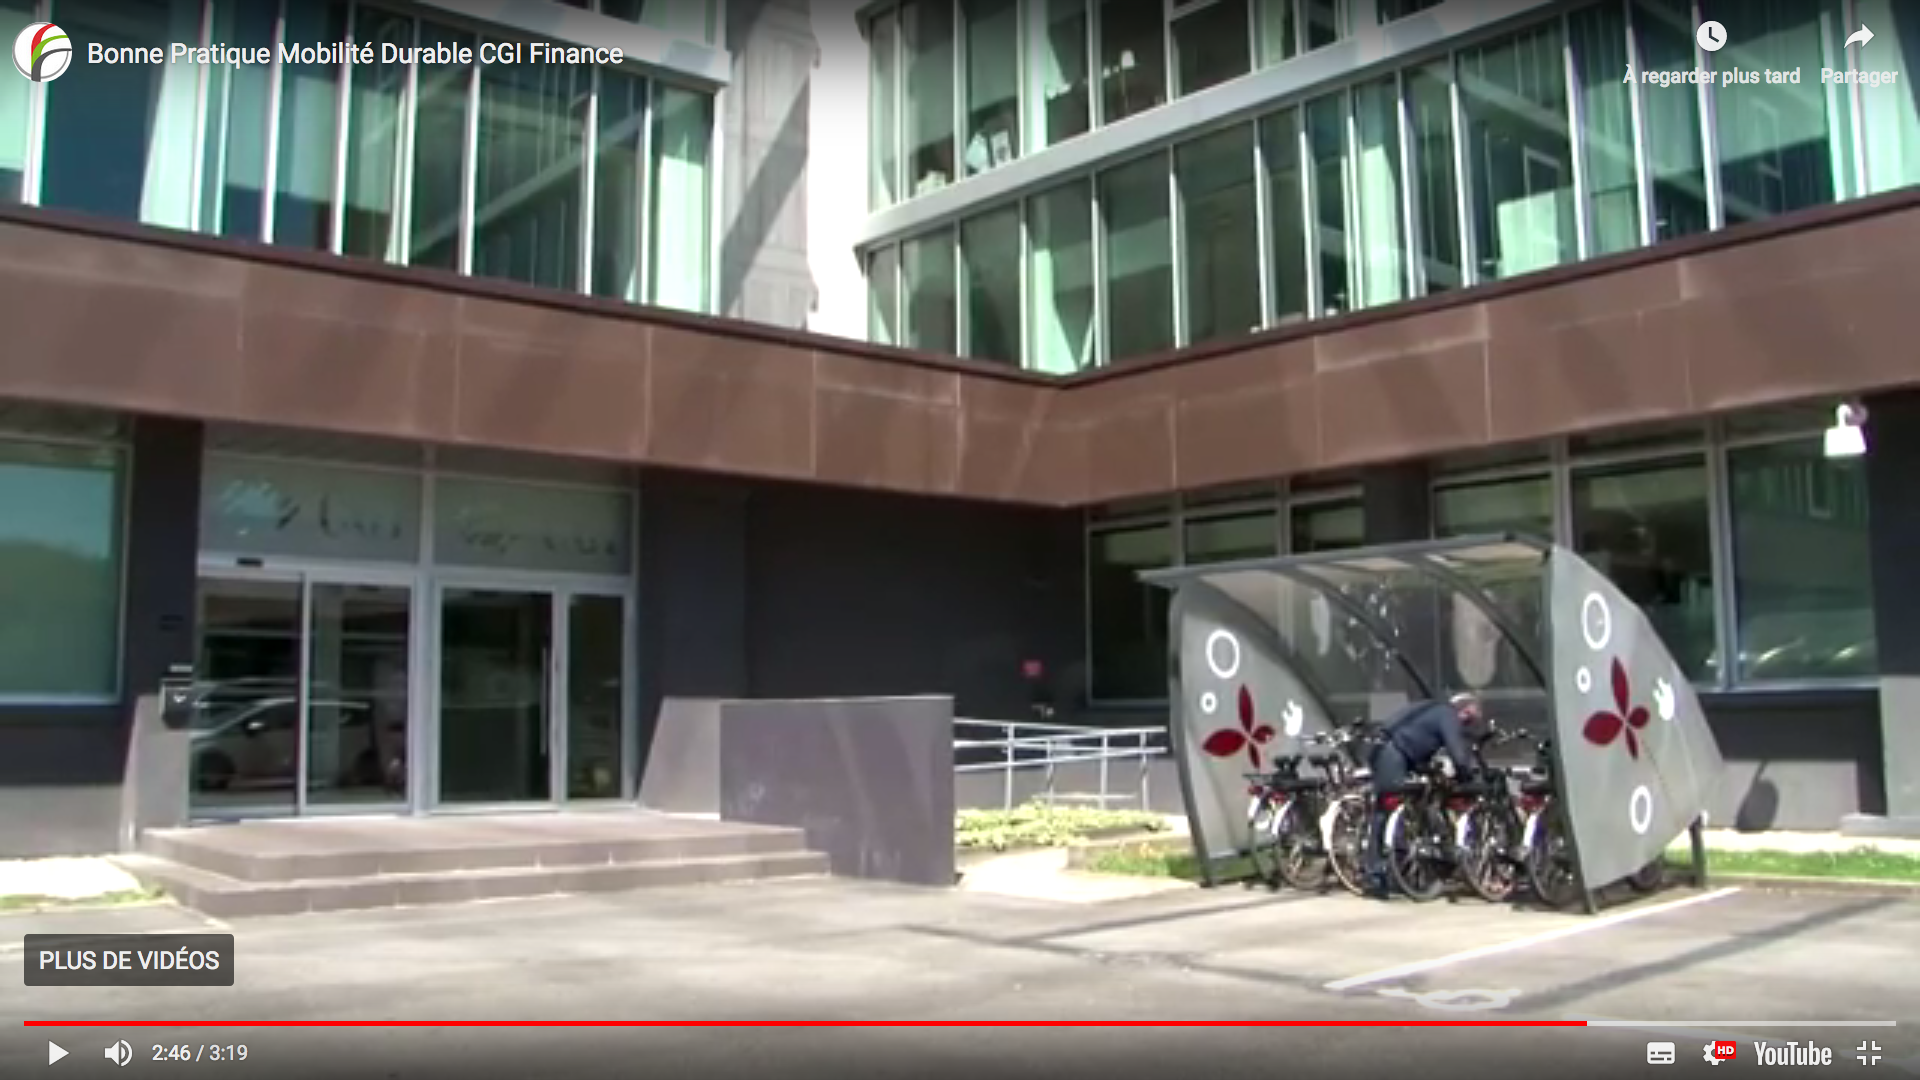 Bonne Pratique Mobilité Durable CGI Finance
À regarder plus tard
Partager
PLUS DE VIDÉOS
2:46 / 3:19
HD
YouTube